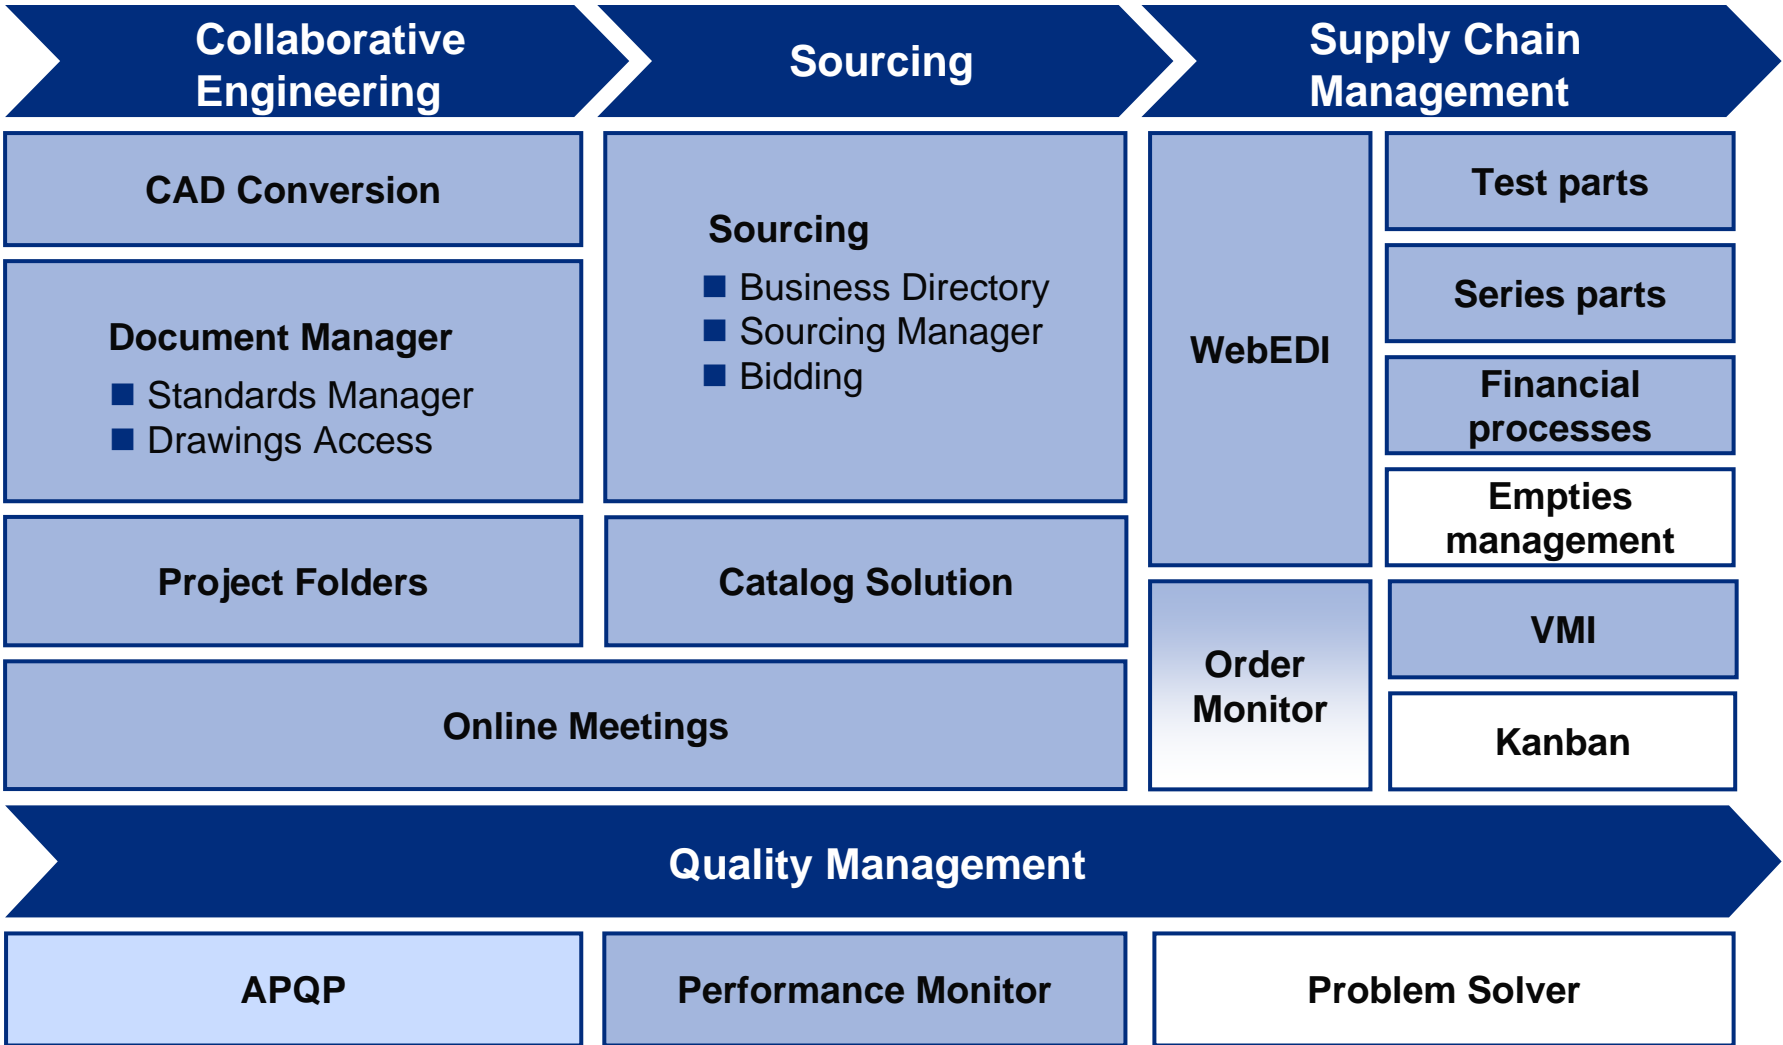 Collaborative
Engineering
Sourcing
Supply Chain
Management
CAD Conversion
Document Manager
Standards Manager
Drawings Access
Project Folders
Sourcing
Business Directory
Sourcing Manager
Bidding
Catalog Solution
Online Meetings
WebEDI
Order
Monitor
Test parts
Series parts
Financial
processes
Empties
management
VMI
Kanban
Quality Management
APQP
Performance Monitor
Problem Solver